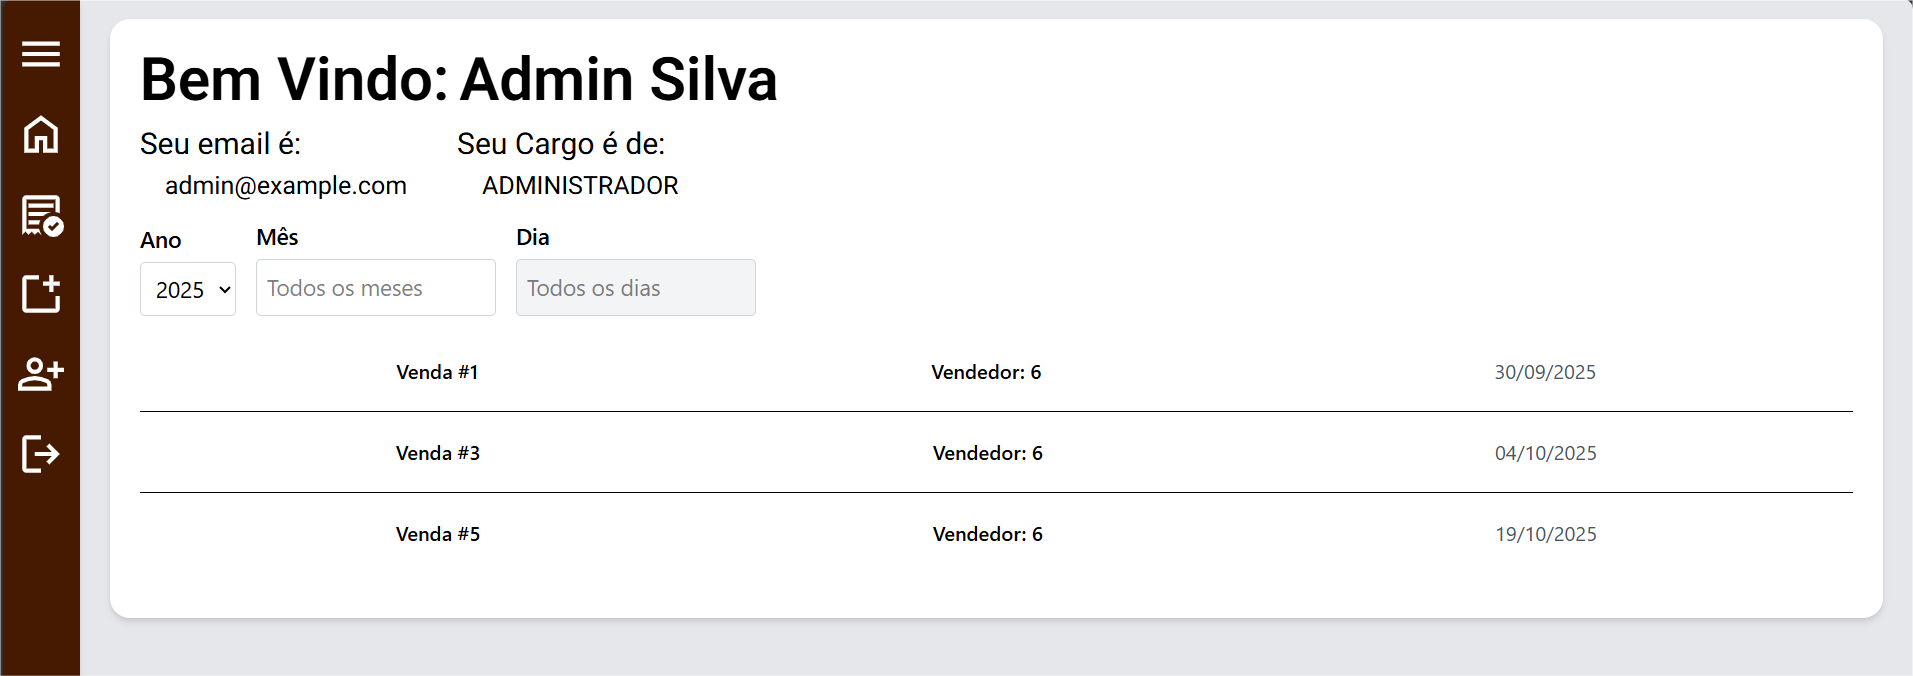 Bem Vindo: Admin Silva
Seu email é: Seu Cargo é de:
admin@example.com ADMINISTRADOR
Ano Mês Dia
2025 Todos os meses Todos os dias
Venda #1 Vendedor: 6 30/09/2025
Venda #3 Vendedor: 6 04/10/2025
Venda #5 Vendedor: 6 19/10/2025